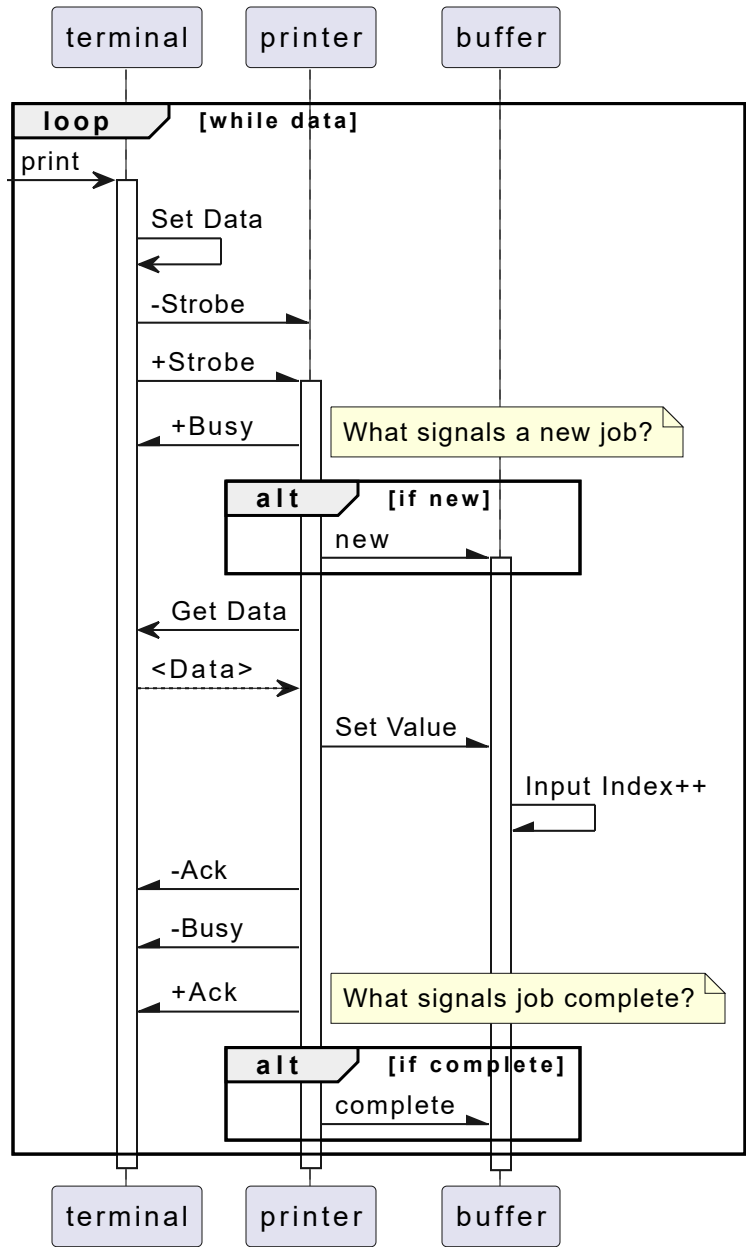 terminal printer buffer
loop [while data]
print
Set Data
-Strobe
+Strobe
+Busy
What signals a new job?
alt [if new]
new
Get Data
<Data>
Set Value
Input Index++
-Ack
-Busy
+Ack
What signals job complete?
alt [if complete]
complete
terminal printer buffer